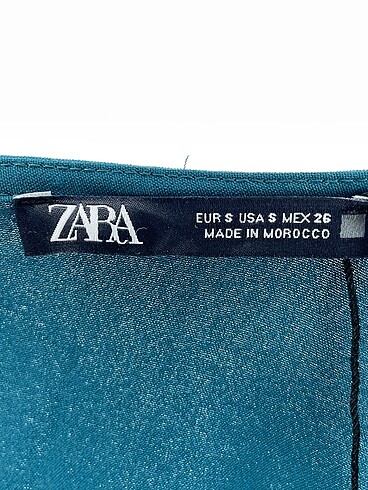 ZARA
EUR S USA S MEX 26
MADE IN MOROCCO